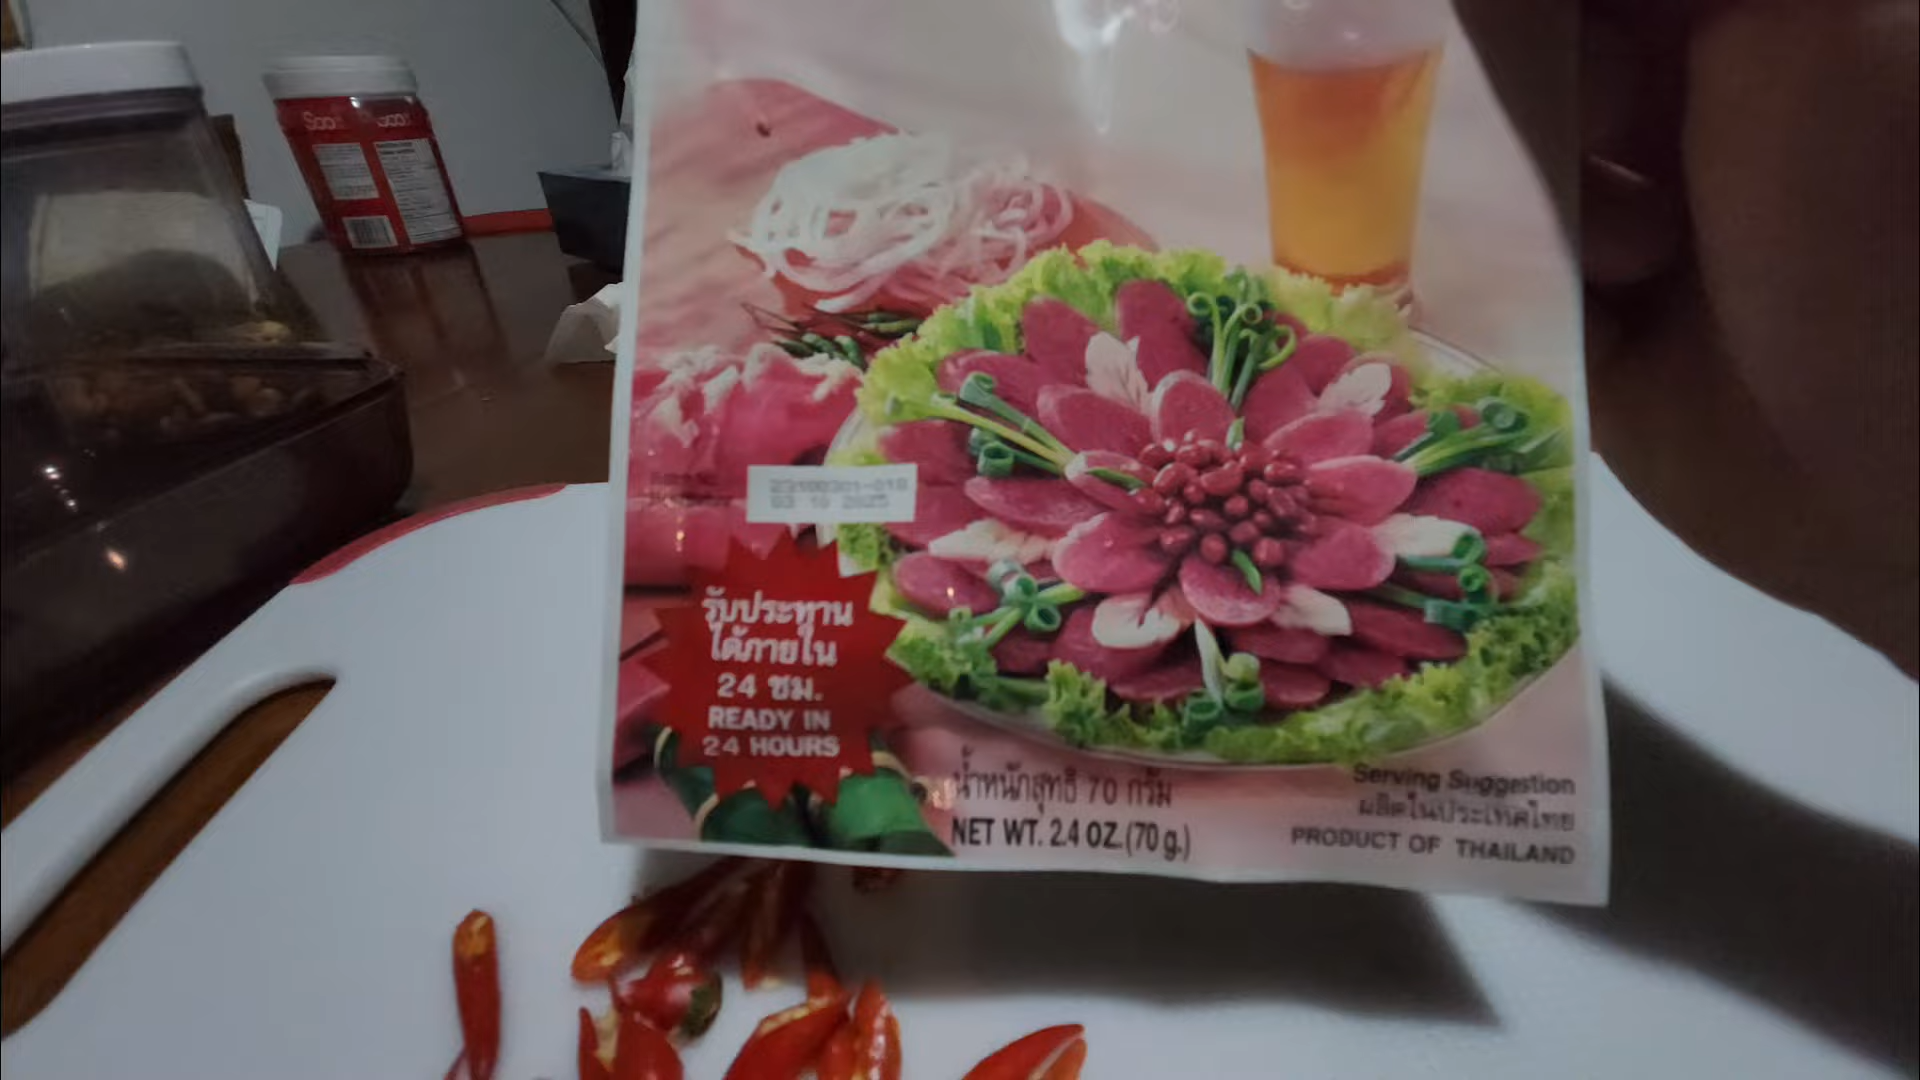 รับประทาน
ได้ภายใน
24 ชม.
READY IN
24 HOURS
น้ำหนักสุทธิ 70 กรัม
NET WT. 2.4 OZ.(70 g.)
Serving Suggestion
ผลิตในประเทศไทย
PRODUCT OF THAILAND